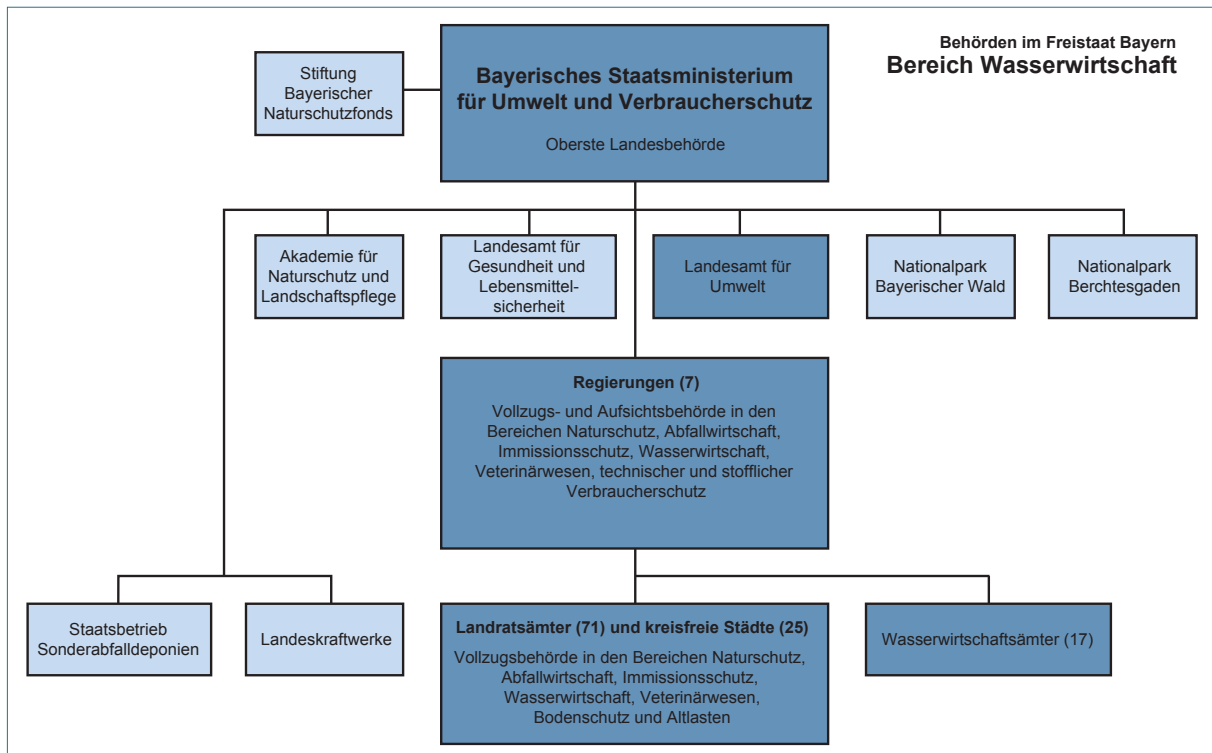 Behörden im Freistaat Bayern
Bereich Wasserwirtschaft
Stiftung
Bayerischer
Naturschutzfonds
Bayerisches Staatsministerium
für Umwelt und Verbraucherschutz
Oberste Landesbehörde
Akademie für
Naturschutz und
Landschaftspflege
Landesamt für
Gesundheit und
Lebensmittel-
sicherheit
Landesamt für
Umwelt
Nationalpark
Bayerischer Wald
Nationalpark
Berchtesgaden
Regierungen (7)
Vollzugs- und Aufsichtsbehörde in den
Bereichen Naturschutz, Abfallwirtschaft,
Immissionsschutz, Wasserwirtschaft,
Veterinärwesen, technischer und stofflicher
Verbraucherschutz
Staatsbetrieb
Sonderabfalldeponien
Landeskraftwerke
Landratsämter (71) und kreisfreie Städte (25)
Vollzugsbehörde in den Bereichen Naturschutz,
Abfallwirtschaft, Immissionsschutz,
Wasserwirtschaft, Veterinärwesen,
Bodenschutz und Altlasten
Wasserwirtschaftsämter (17)